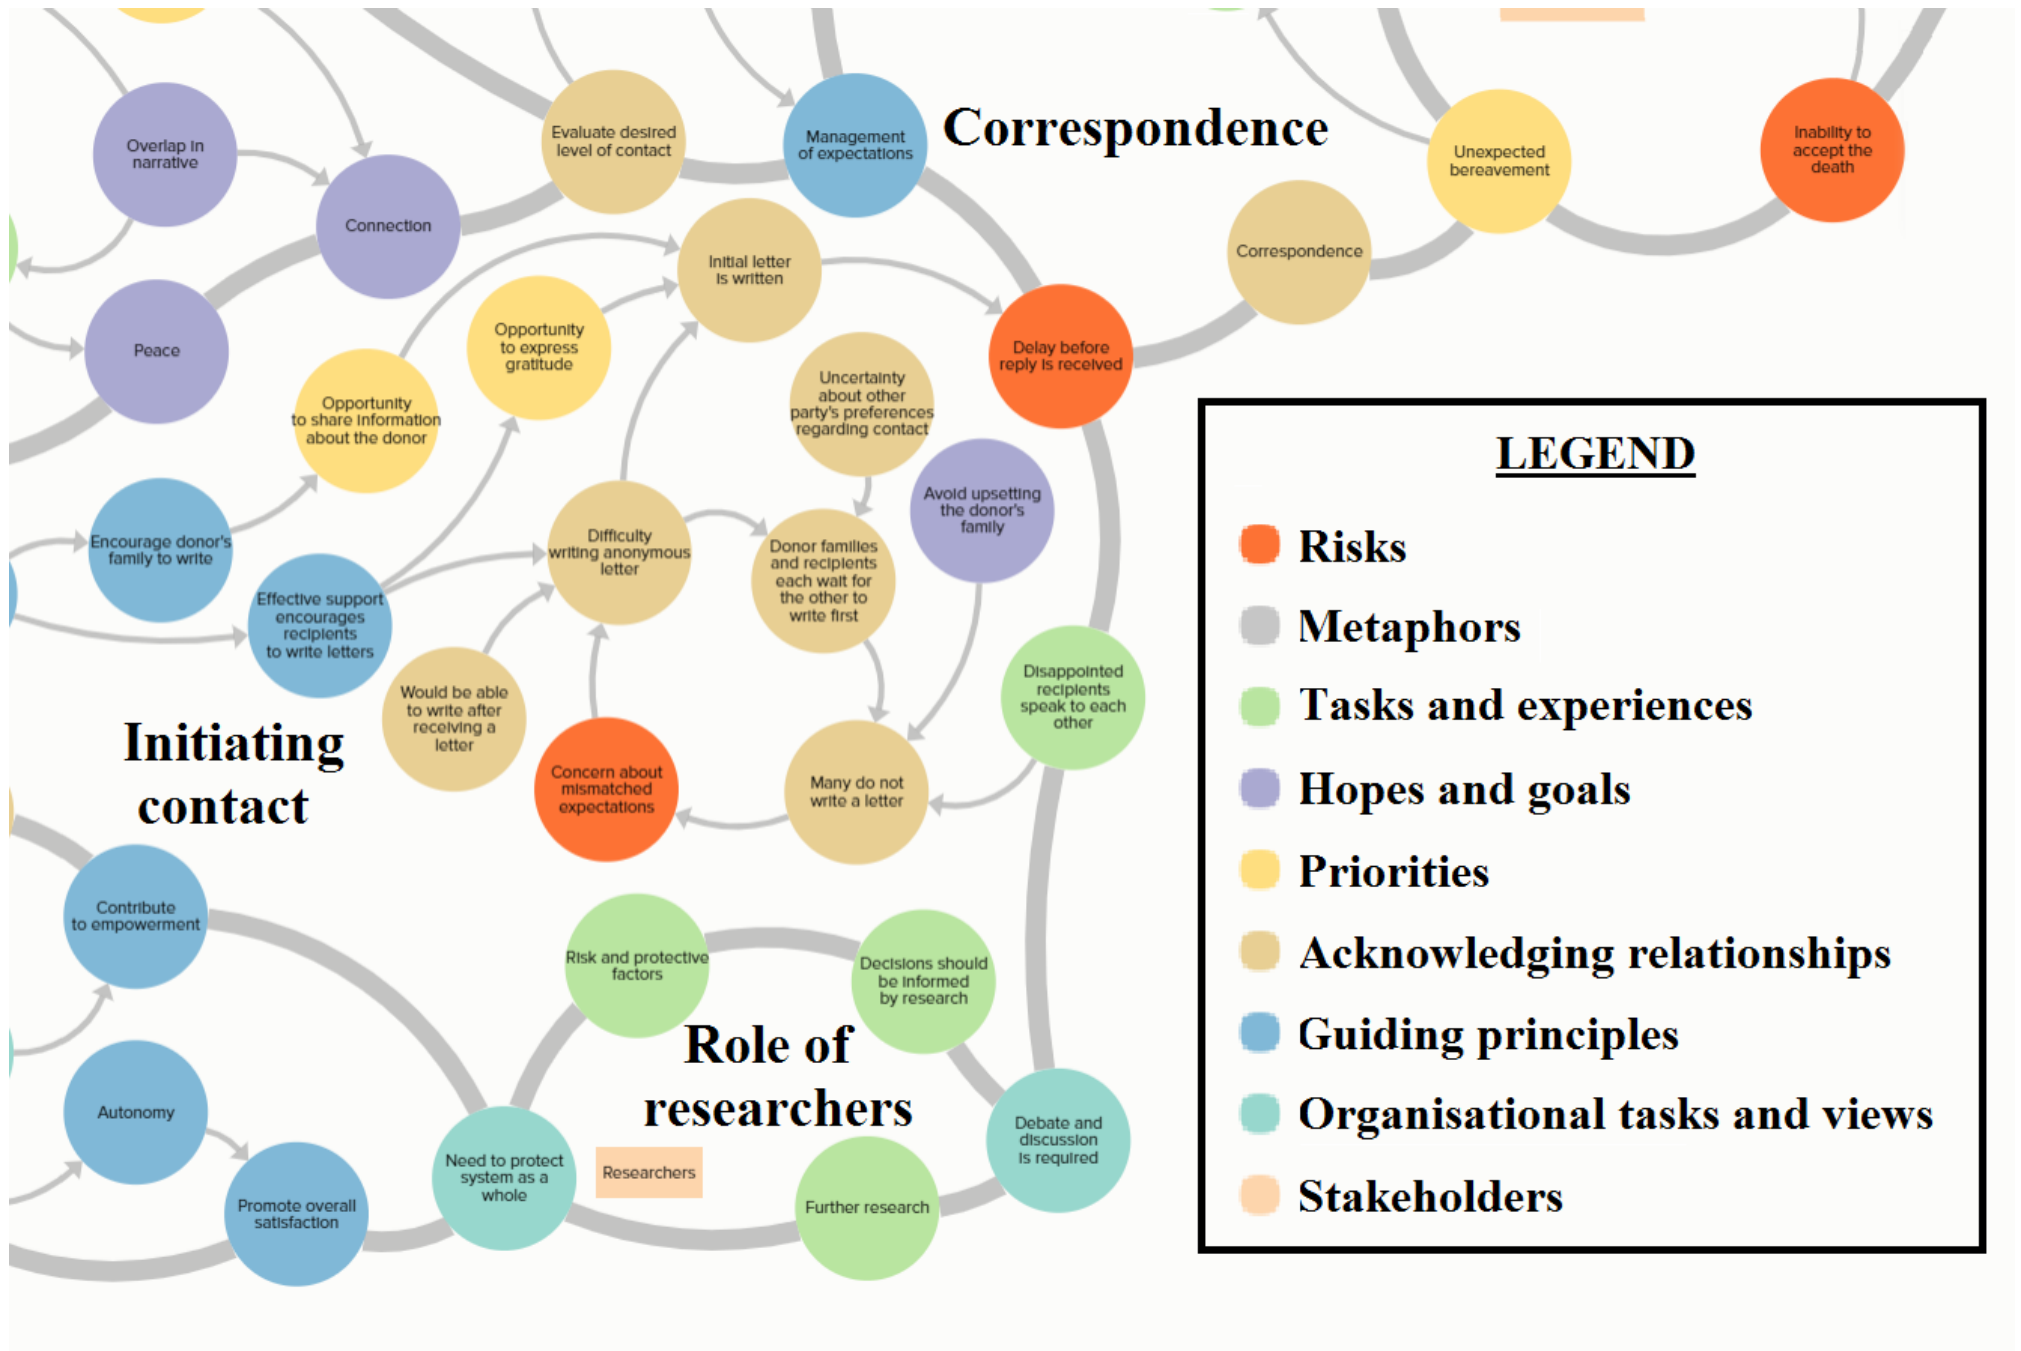 Overlap in
narrative
Evaluate desired
level of contact
Management
of expectations
Correspondence
Unexpected
bereavement
Inability to
accept the
death
Connection
Correspondence
Initial letter
is written
Peace
Opportunity
to express
gratitude
Delay before
reply is received
Opportunity
to share information
about the donor
Uncertainty
about other
party's preferences
regarding contact
Avoid upsetting
the donor's
family
Encourage donor's
family to write
Difficulty
writing anonymous
letter
Donor families
and recipients
each wait for
the other to
write first
Effective support
encourages
recipients
to write letters
Would be able
to write after
receiving a
letter
Disappointed
recipients
speak to each
other
Initiating
contact
Concern about
mismatched
expectations
Many do not
write a letter
Contribute
to empowerment
Risk and protective
factors
Decisions should
be informed
by research
Role of
researchers
Autonomy
Need to protect
system as a
whole
Researchers
Debate and
discussion
is required
Promote overall
satisfaction
Further research
LEGEND
Risks
Metaphors
Tasks and experiences
Hopes and goals
Priorities
Acknowledging relationships
Guiding principles
Organisational tasks and views
Stakeholders